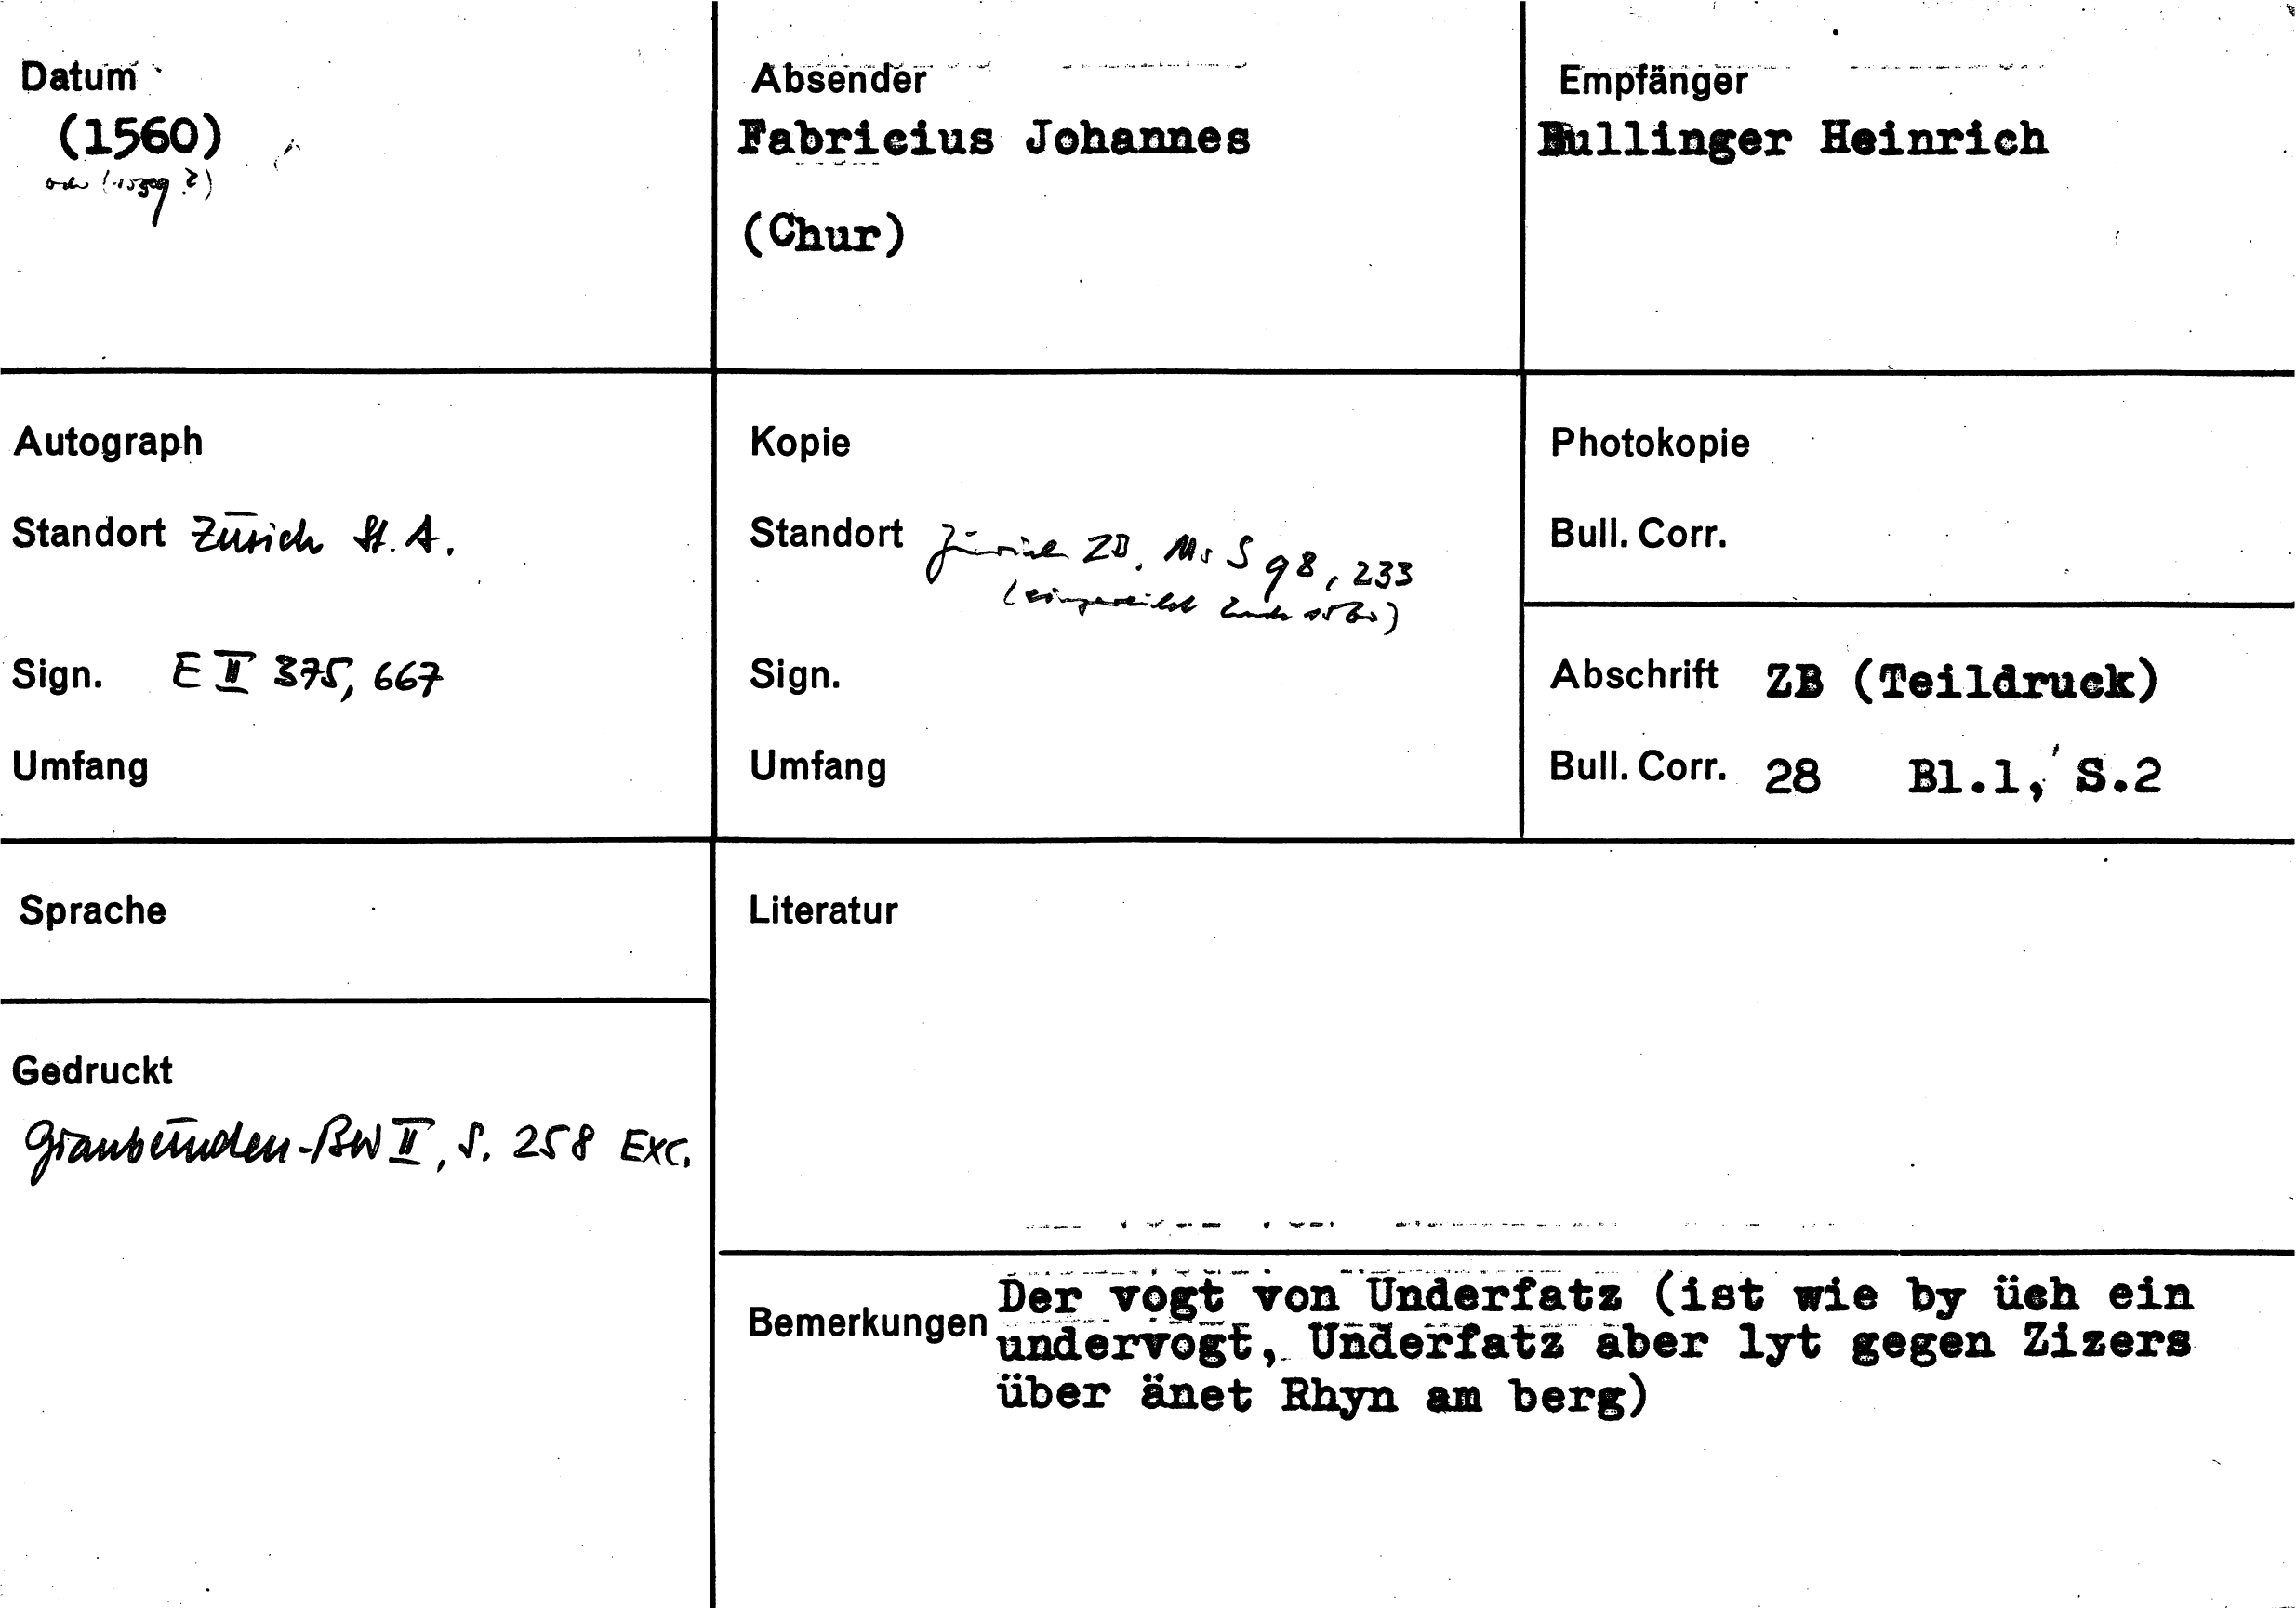 Datum
(1560)
oder (1559?)
Absender
Fabricius Johannes
(Chur)
Empfänger
Bullinger Heinrich
Autograph
Standort Zürich St. A.
Sign. E II 375, 667
Umfang
Kopie
Standort Zürich ZB, Ms S 98, 233
(eingereiht Ende 1560)
Sign.
Umfang
Photokopie
Bull. Corr.
Abschrift ZB (Teildruck)
Bull. Corr. 28 Bl.1, S.2
Sprache
Gedruckt
Graubünden-BW II, S. 258 Exc.
Literatur
Bemerkungen Der vogt von Underfatz (ist wie by üch ein
undervogt, Underfatz aber lyt gegen Zizers
über änet Rhyn am berg)